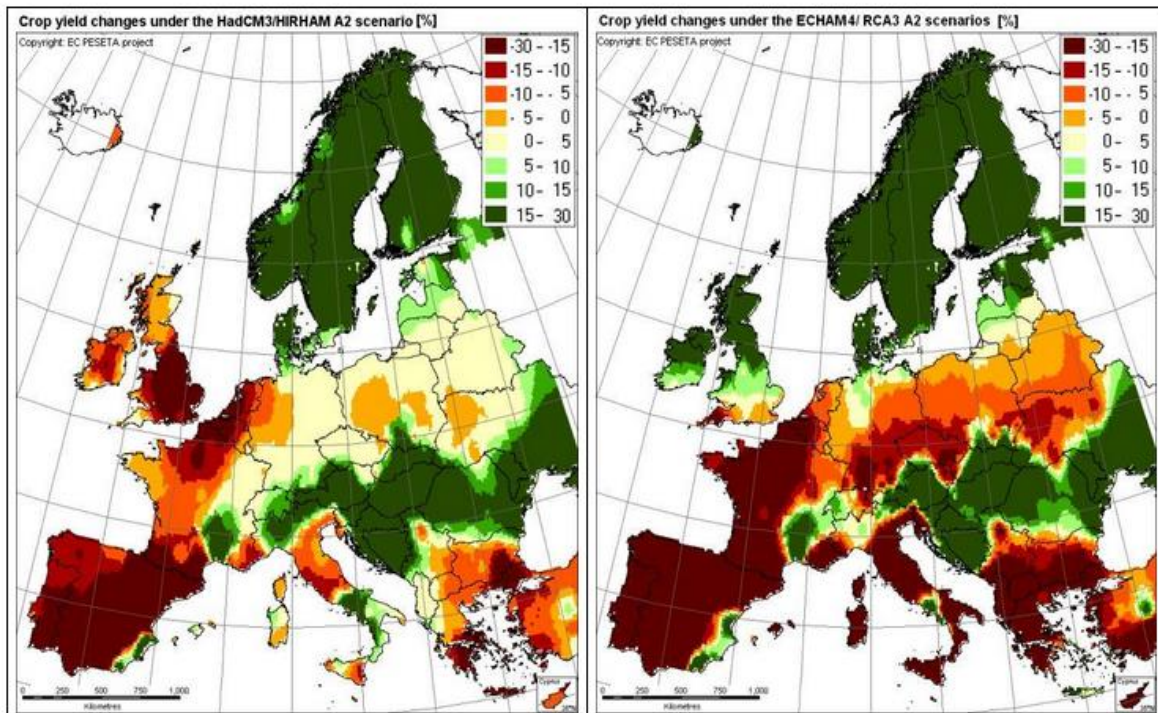 Crop yield changes under the HadCM3/HIRHAM A2 scenario [%]
Copyright: EC PESETA project
-30 - -15
-15 - -10
-10 - - 5
- 5 - 0
0 - 5
5 - 10
10 - 15
15 - 30
0 250 500 750 1,000
Kilometres
Cyprus
Crop yield changes under the ECHAM4/ RCA3 A2 scenarios [%]
Copyright: EC PESETA project
-30 - -15
-15 - -10
-10 - - 5
- 5 - 0
0 - 5
5 - 10
10 - 15
15 - 30
0 250 500 750 1,000
Kilometres
Cyprus